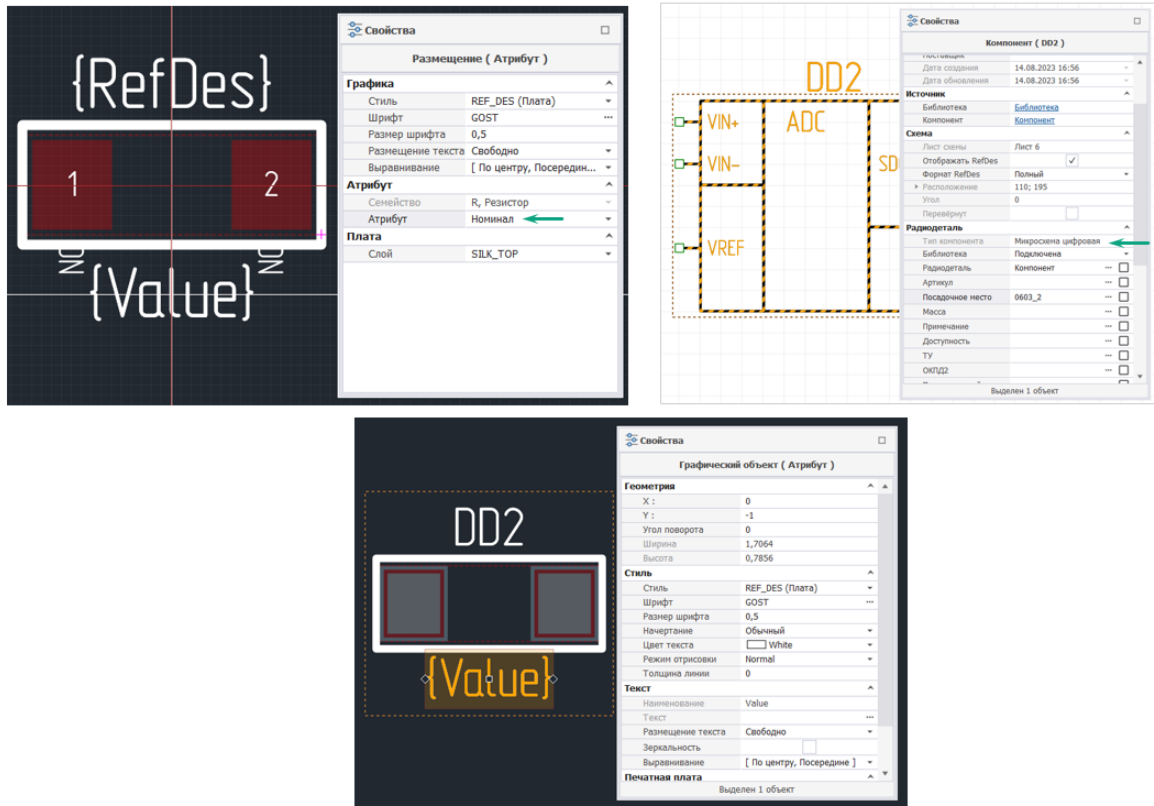 {RefDes}
1
2
NC
NC
{Value}
Свойства
Размещение ( Атрибут )
Графика
Стиль REF_DES (Плата)
Шрифт GOST ...
Размер шрифта 0,5
Размещение текста Свободно
Выравнивание [ По центру, Посередин...
Атрибут
Семейство R, Резистор
Атрибут Номинал
Плата
Слой SILK_TOP
DD2
VIN+
ADC
VIN-
SD
VREF
Свойства
Компонент ( DD2 )
Поставщик
Дата создания 14.08.2023 16:56
Дата обновления 14.08.2023 16:56
Источник
Библиотека Библиотека
Компонент Компонент
Схема
Лист схемы Лист 6
Отображать RefDes
Формат RefDes Полный
Расположение 110; 195
Угол 0
Перевёрнут
Радиодеталь
Тип компонента Микросхема цифровая
Библиотека Подключена
Радиодеталь Компонент ...
Артикул ...
Посадочное место 0603_2 ...
Масса ...
Примечание ...
Доступность ...
ТУ ...
ОКПД2 ...
Выделен 1 объект
DD2
{Value}
Свойства
Графический объект ( Атрибут )
Геометрия
X : 0
Y : -1
Угол поворота 0
Ширина 1,7064
Высота 0,7856
Стиль
Стиль REF_DES (Плата)
Шрифт GOST ...
Размер шрифта 0,5
Начертание Обычный
Цвет текста White
Режим отрисовки Normal
Толщина линии 0
Текст
Наименование Value
Текст ...
Размещение текста Свободно
Зеркальность
Выравнивание [ По центру, Посередине ]
Печатная плата
Выделен 1 объект